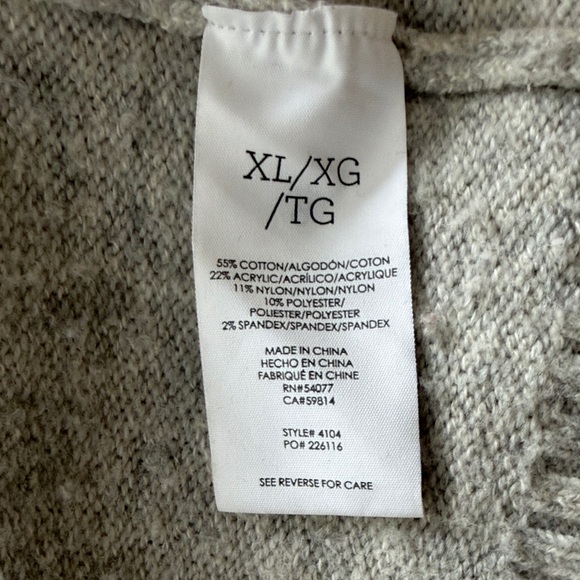 XL/XG
/TG
55% COTTON/ALGODÓN/COTON
22% ACRYLIC/ACRÍLICO/ACRYLIQUE
11% NYLON/NYLON/NYLON
10% POLYESTER/
POLIESTER/POLYESTER
2% SPANDEX/SPANDEX/SPANDEX
MADE IN CHINA
HECHO EN CHINA
FABRIQUÉ EN CHINE
RN#54077
CA#59814
STYLE# 4104
PO# 226116
SEE REVERSE FOR CARE